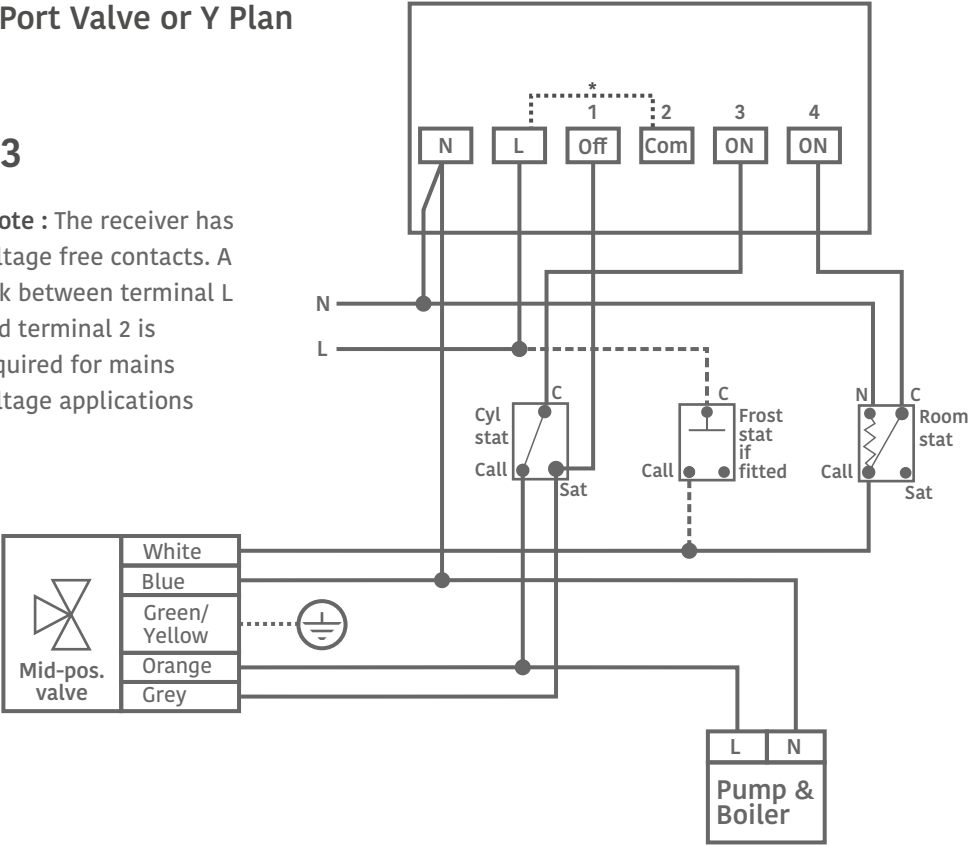 Port Valve or Y Plan
3
ote : The receiver has
ltage free contacts. A
k between terminal L
d terminal 2 is
quired for mains
ltage applications
*
1 2 3 4
N L Off Com ON ON
N
L
C
Cyl
stat
Call
Sat
C
Frost
stat
if
fitted
Call
N C
Room
stat
Call
Sat
White
Blue
Green/
Yellow
Orange
Grey
Mid-pos.
valve
L N
Pump &
Boiler